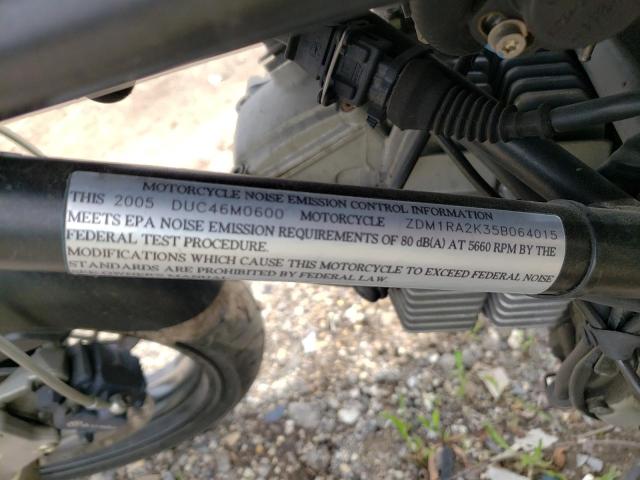 MOTORCYCLE NOISE EMISSION CONTROL INFORMATION
THIS 2005 DUC46M0600 MOTORCYCLE ZDM1RA2K35B064015
MEETS EPA NOISE EMISSION REQUIREMENTS OF 80 dB(A) AT 5660 RPM BY THE
FEDERAL TEST PROCEDURE.
MODIFICATIONS WHICH CAUSE THIS MOTORCYCLE TO EXCEED FEDERAL NOISE
STANDARDS ARE PROHIBITED BY FEDERAL LAW